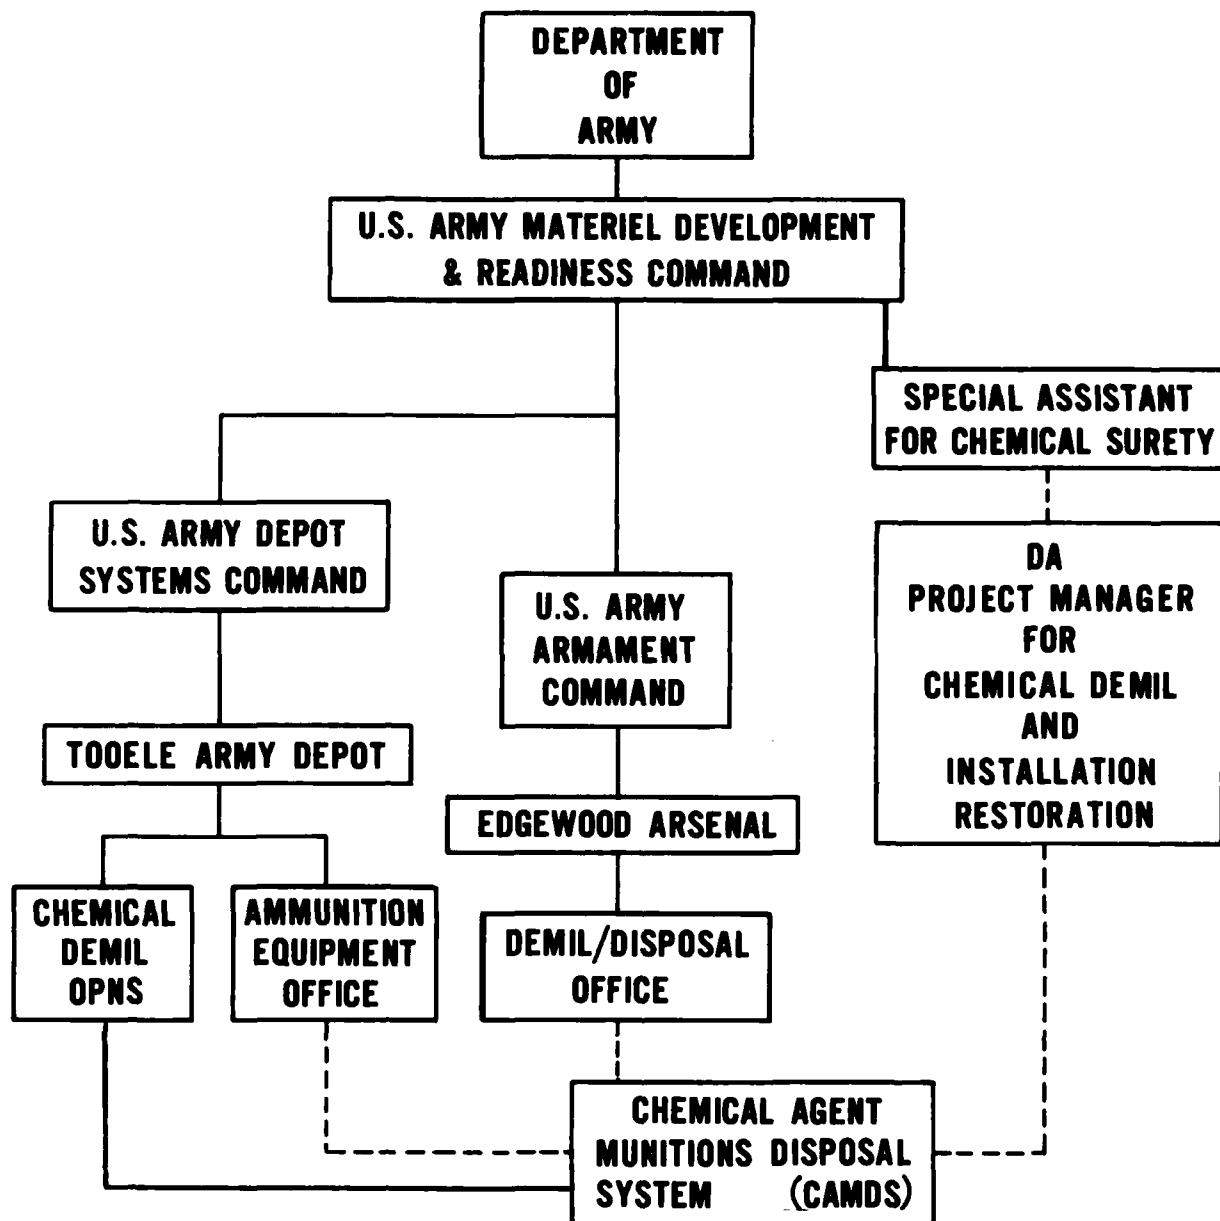 DEPARTMENT
OF
ARMY
U.S. ARMY MATERIEL DEVELOPMENT
& READINESS COMMAND
SPECIAL ASSISTANT
FOR CHEMICAL SURETY
U.S. ARMY DEPOT
SYSTEMS COMMAND
U.S. ARMY
ARMAMENT
COMMAND
DA
PROJECT MANAGER
FOR
CHEMICAL DEMIL
AND
INSTALLATION
RESTORATION
TOOELE ARMY DEPOT
EDGEWOOD ARSENAL
CHEMICAL
DEMIL
OPNS
AMMUNITION
EQUIPMENT
OFFICE
DEMIL/DISPOSAL
OFFICE
CHEMICAL AGENT
MUNITIONS DISPOSAL
SYSTEM (CAMDS)